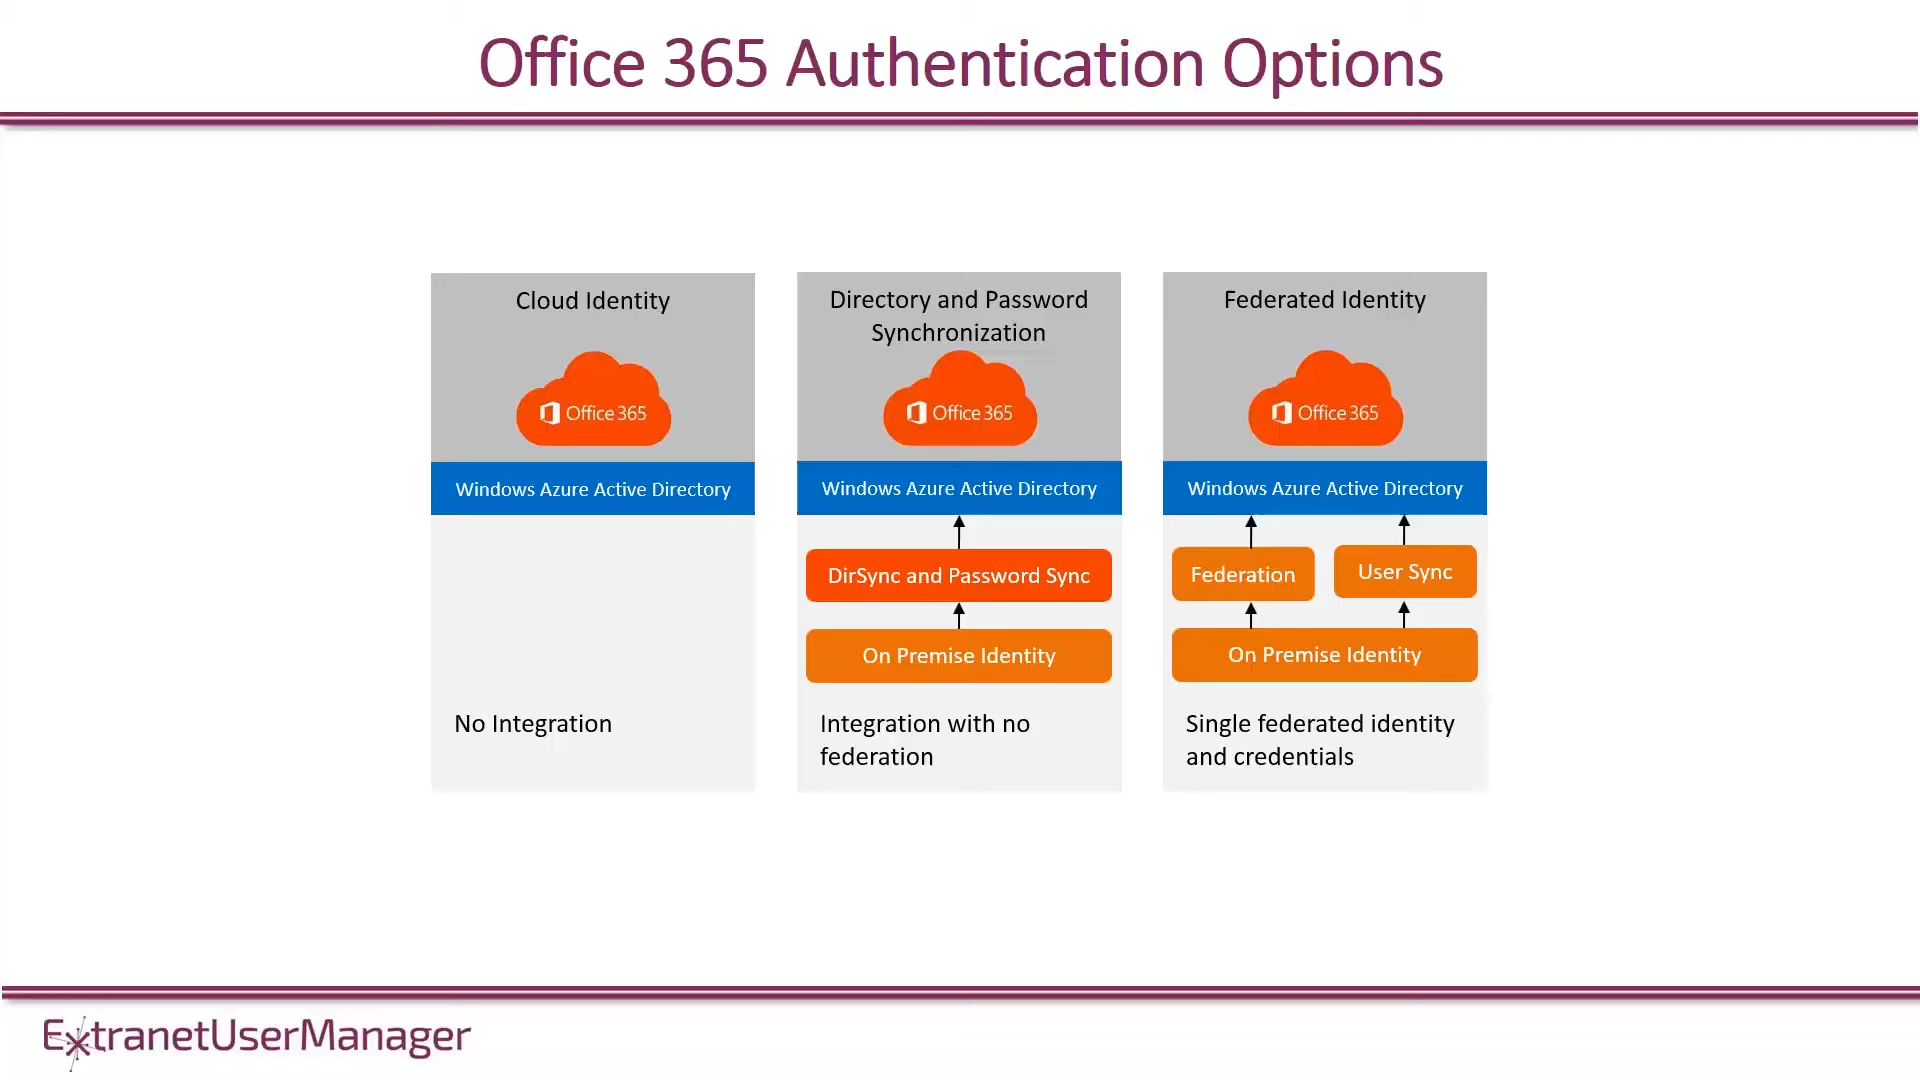 Office 365 Authentication Options
Cloud Identity
Office 365
Windows Azure Active Directory
No Integration
Directory and Password
Synchronization
Office 365
Windows Azure Active Directory
DirSync and Password Sync
On Premise Identity
Integration with no
federation
Federated Identity
Office 365
Windows Azure Active Directory
Federation
User Sync
On Premise Identity
Single federated identity
and credentials
ExtranetUserManager